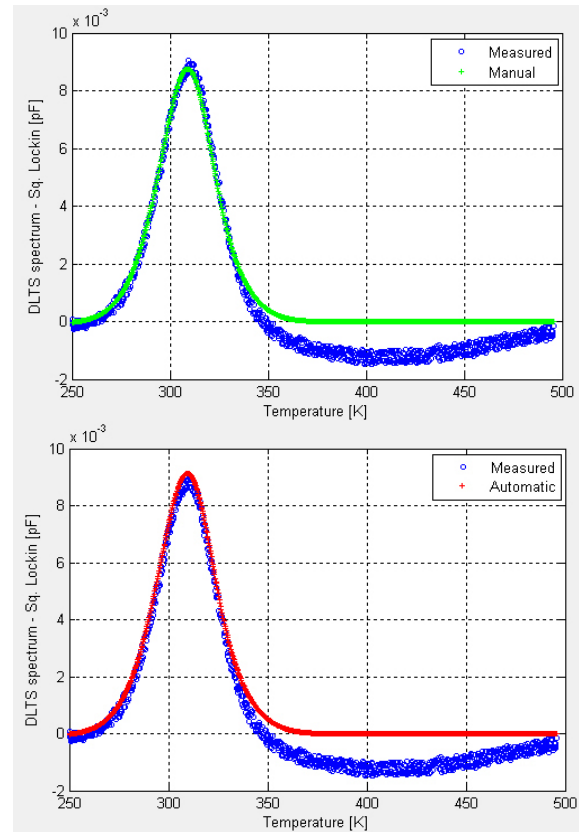 x 10⁻³
10
8
6
4
2
0
-2
DLTS spectrum - Sq. Lockin [pF]
Measured
Manual
250 300 350 400 450 500
Temperature [K]
x 10⁻³
10
8
6
4
2
0
-2
DLTS spectrum - Sq. Lockin [pF]
Measured
Automatic
250 300 350 400 450 500
Temperature [K]